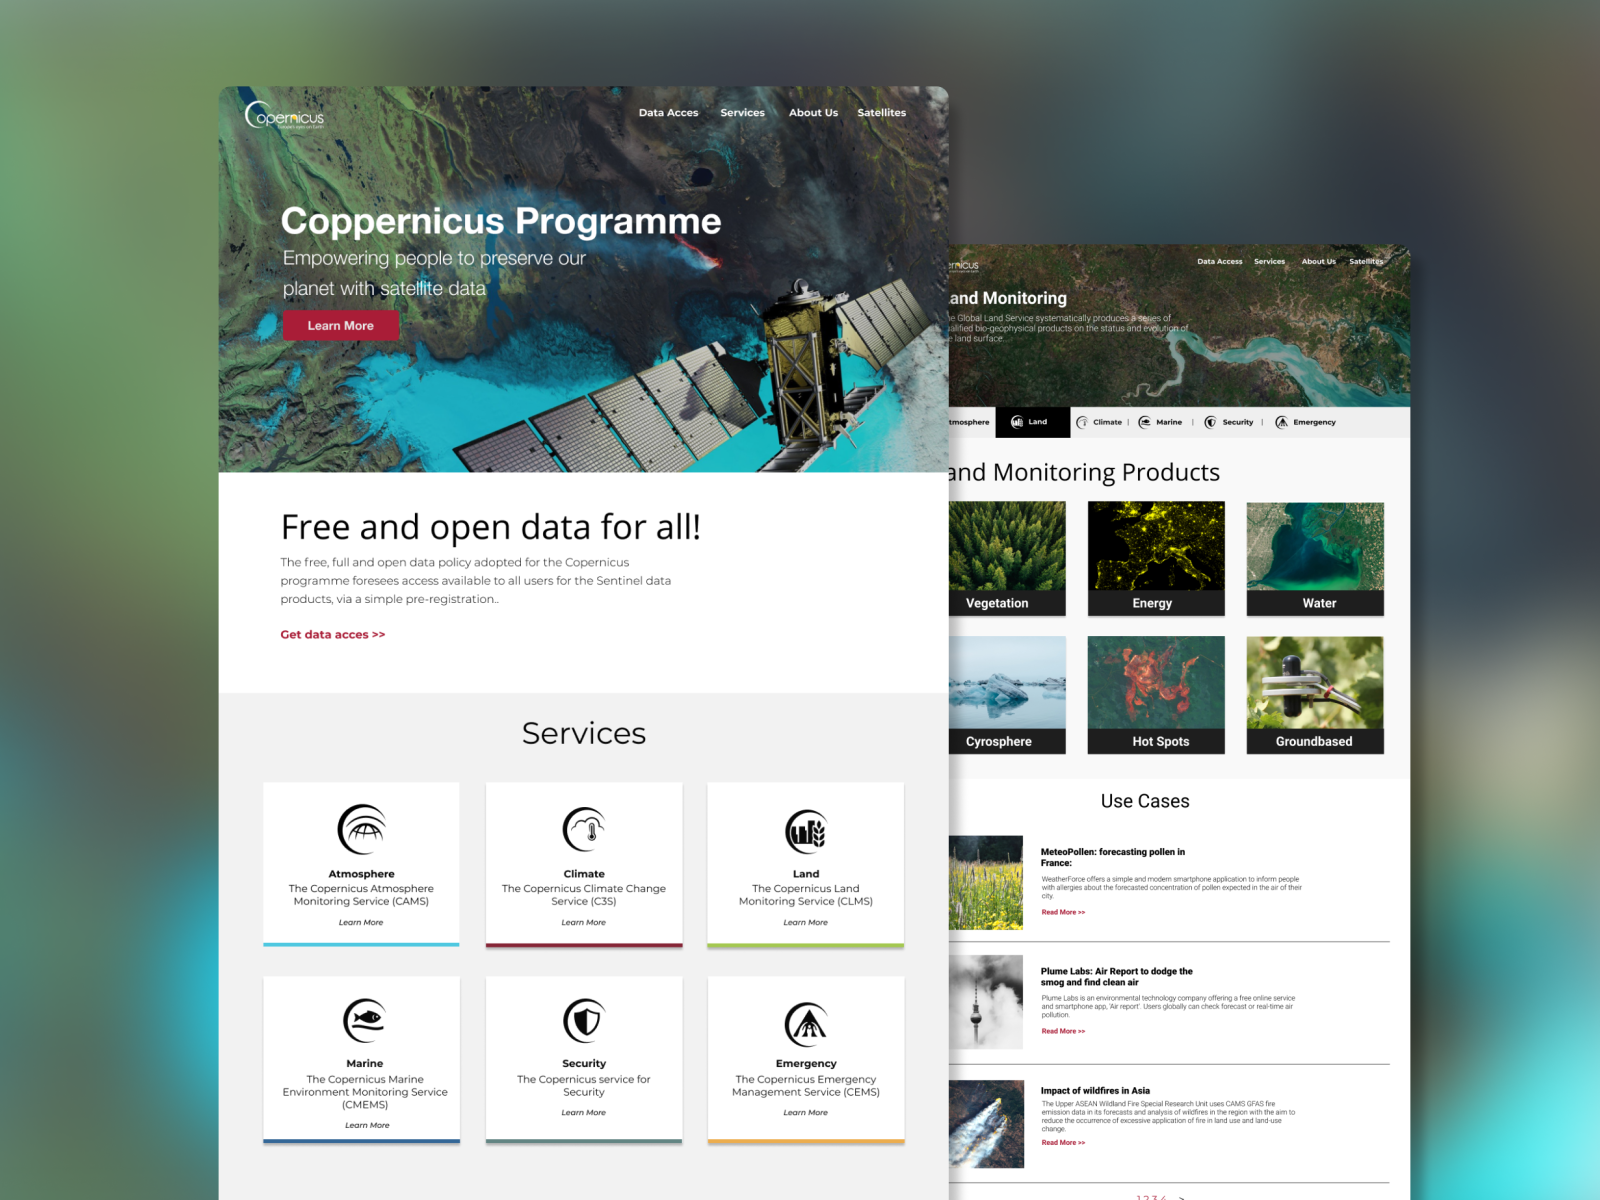 Copernicus
Data Acces Services About Us Satellites
Coppernicus Programme
Empowering people to preserve our
planet with satellite data
Learn More
Free and open data for all!
The free, full and open data policy adopted for the Copernicus
programme foresees access available to all users for the Sentinel data
products, via a simple pre-registration..
Get data acces >>
Services
Atmosphere
The Copernicus Atmosphere
Monitoring Service (CAMS)
Learn More
Climate
The Copernicus Climate Change
Service (C3S)
Learn More
Land
The Copernicus Land
Monitoring Service (CLMS)
Learn More
Marine
The Copernicus Marine
Environment Monitoring Service
(CMEMS)
Learn More
Security
The Copernicus service for
Security
Learn More
Emergency
The Copernicus Emergency
Management Service (CEMS)
Learn More
ernicus
Data Access Services About Us Satellites
and Monitoring
e Global Land Service systematically produces a series of
alified bio-geophysical products on the status and evolution of
e land surface...
tmosphere Land Climate | Marine | Security | Emergency
and Monitoring Products
Vegetation Energy Water
Cyrosphere Hot Spots Groundbased
Use Cases
MeteoPollen: forecasting pollen in
France:
WeatherForce offers a simple and modern smartphone application to inform people
with allergies about the forecasted concentration of pollen expected in the air of their
city.
Read More >>
Plume Labs: Air Report to dodge the
smog and find clean air
Plume Labs is an environmental technology company offering a free online service
and smartphone app, 'Air report'. Users globally can check forecast or real-time air
pollution.
Read More >>
Impact of wildfires in Asia
The Upper ASEAN Wildland Fire Special Research Unit uses CAMS GFAS fire
emission data in its forecasts and analysis of wildfires in the region with the aim to
reduce the occurrence of excessive application of fire in land use and land-use
change.
Read More >>
1 2 3 4 >